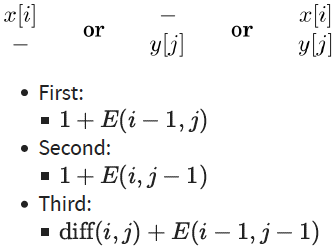 x[i] or − or x[i]
− y[j] y[j]
• First:
▪ 1 + E(i − 1, j)
• Second:
▪ 1 + E(i, j − 1)
• Third:
▪ diff(i, j) + E(i − 1, j − 1)